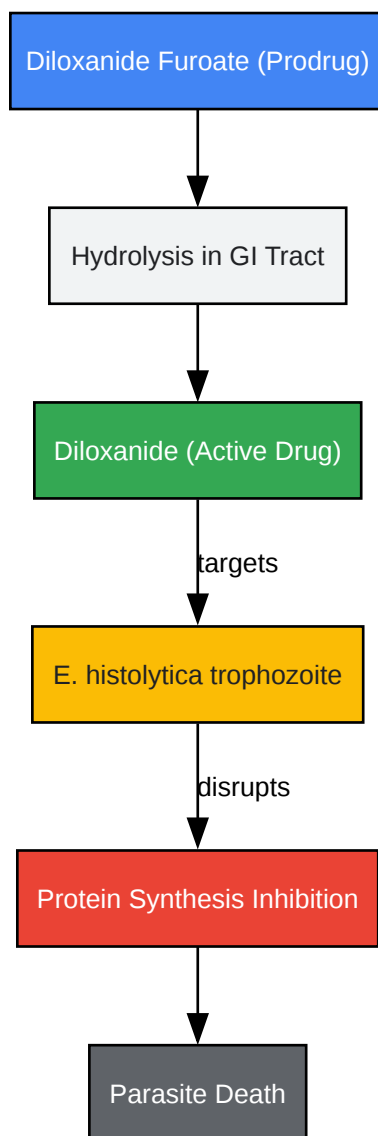 Diloxanide Furoate (Prodrug)
Hydrolysis in GI Tract
Diloxanide (Active Drug)
targets
E. histolytica trophozoite
disrupts
Protein Synthesis Inhibition
Parasite Death